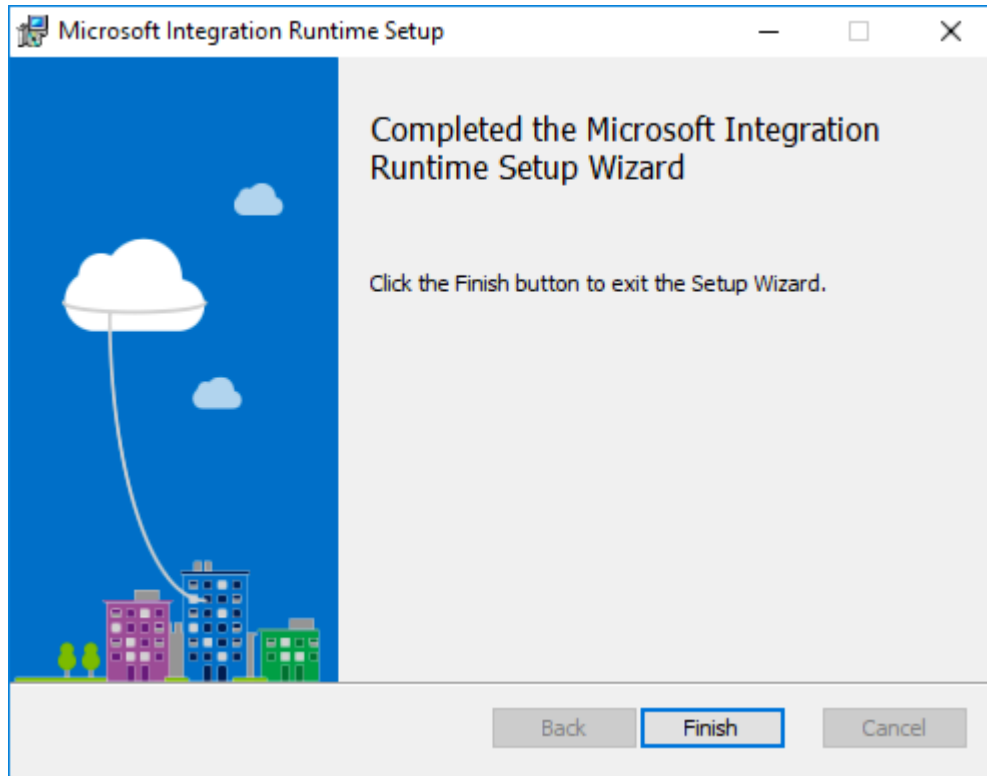 Microsoft Integration Runtime Setup
Completed the Microsoft Integration
Runtime Setup Wizard
Click the Finish button to exit the Setup Wizard.
Back
Finish
Cancel